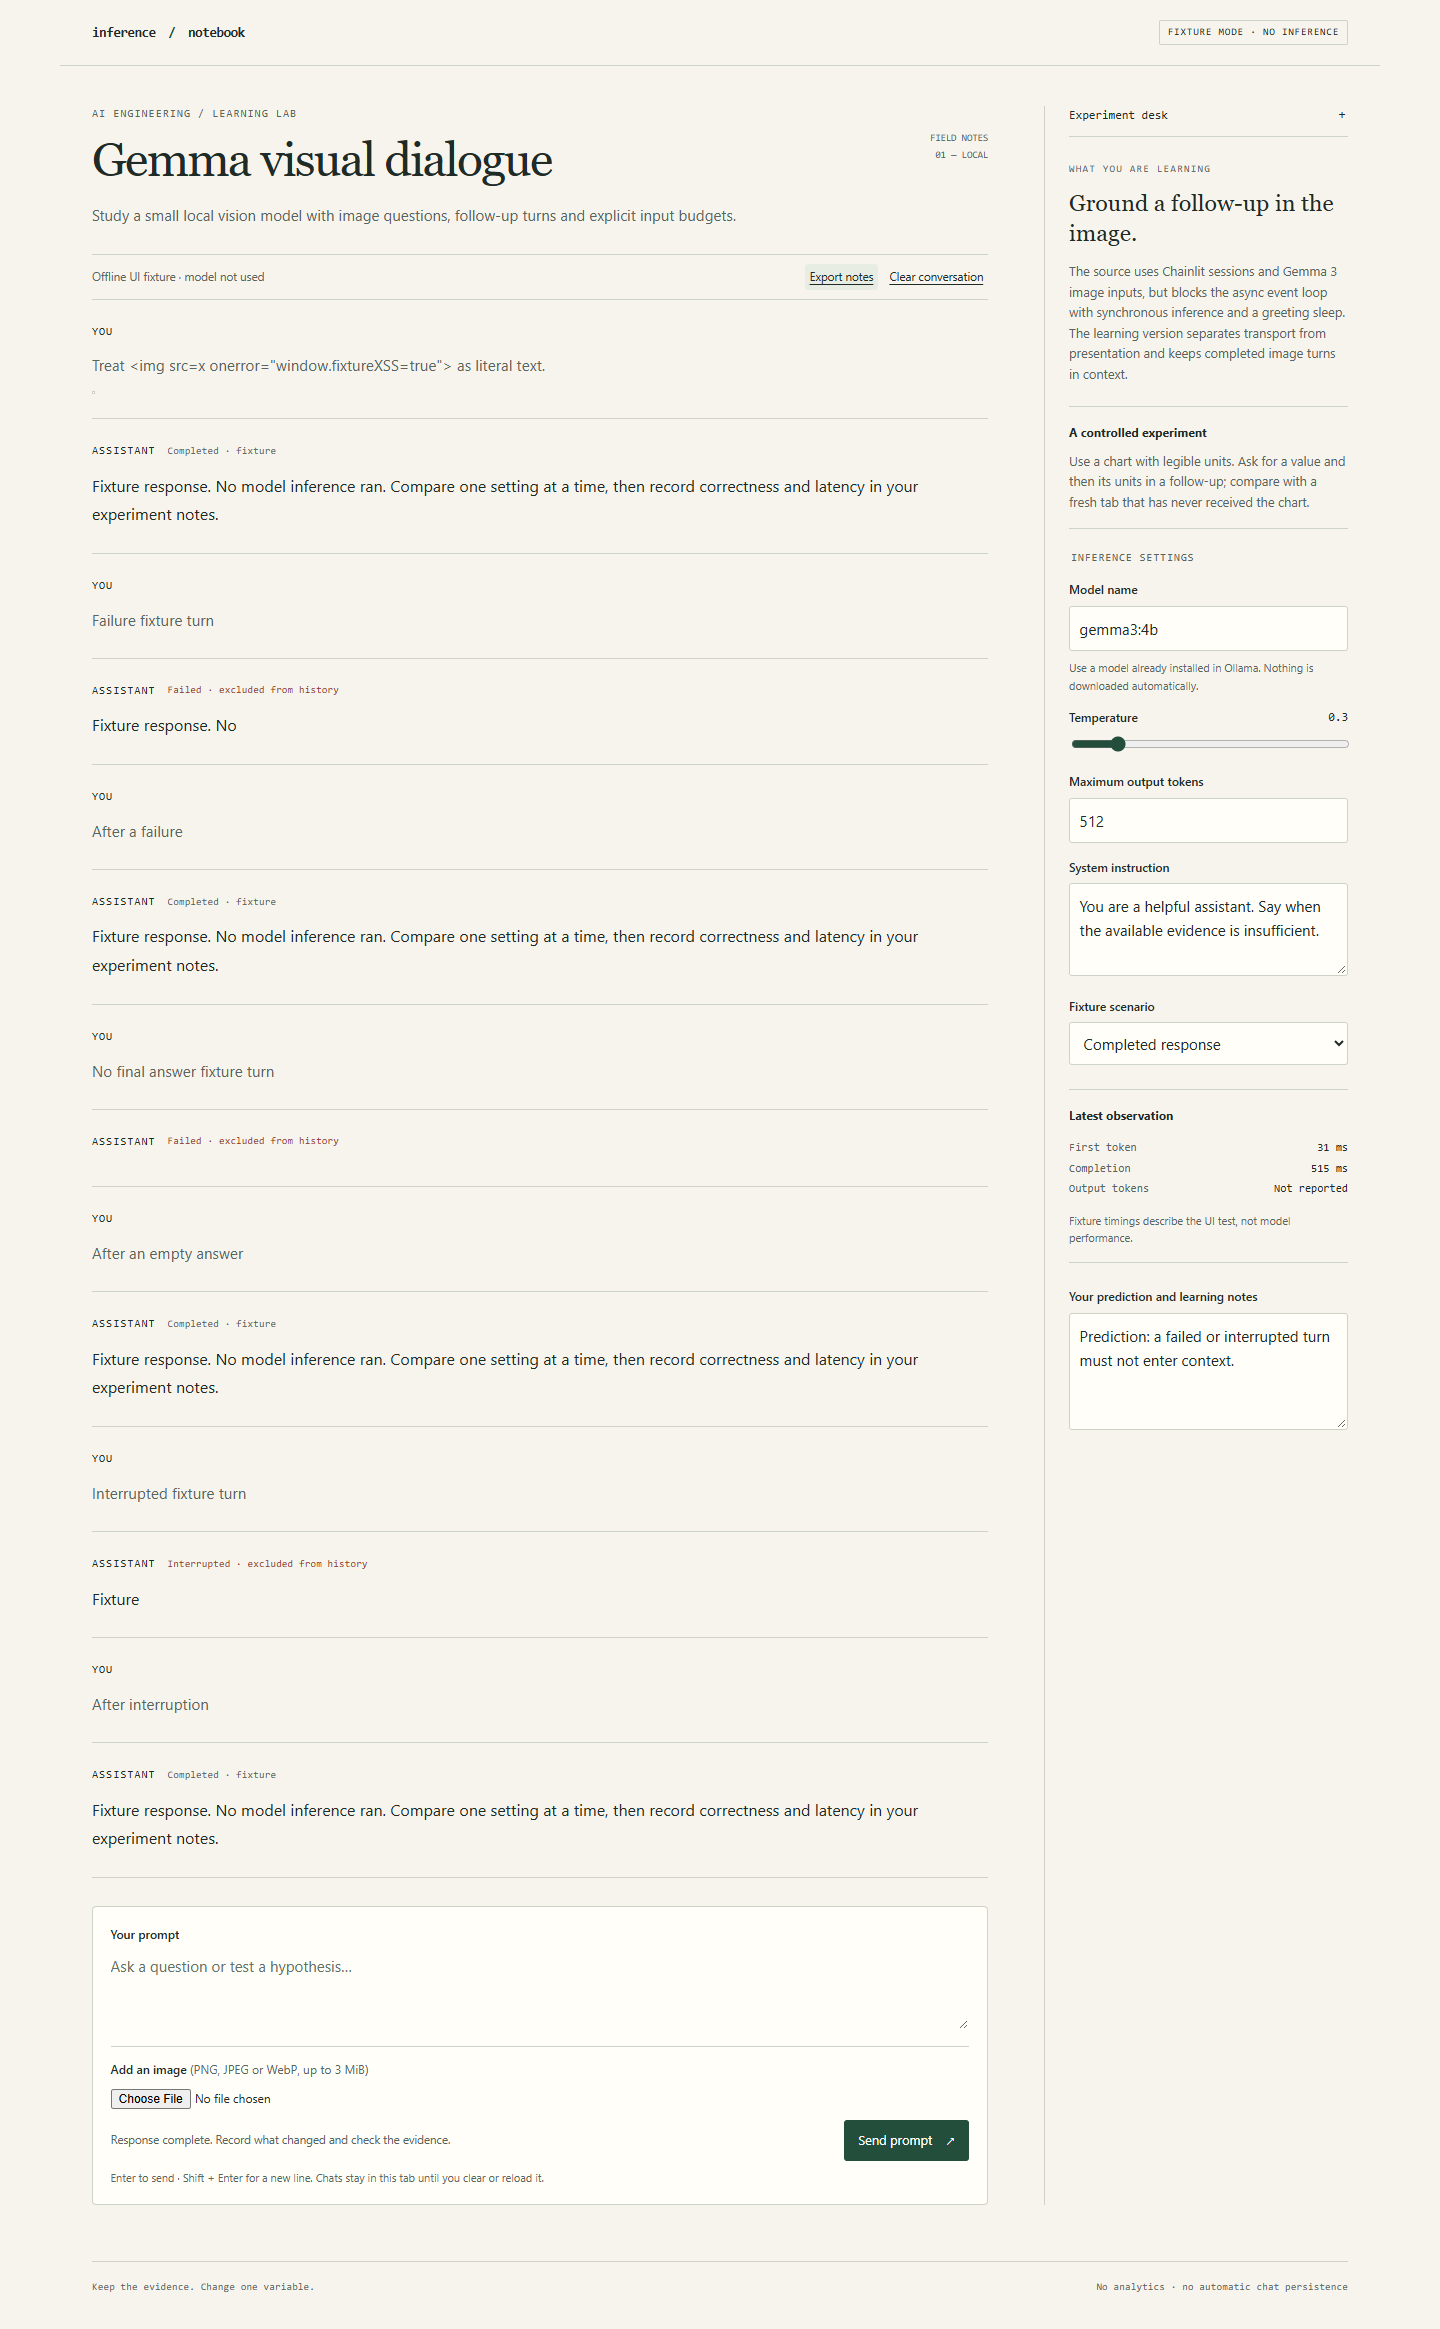 inference / notebook
FIXTURE MODE · NO INFERENCE
AI ENGINEERING / LEARNING LAB
Gemma visual dialogue
FIELD NOTES
01 — LOCAL
Study a small local vision model with image questions, follow-up turns and explicit input budgets.
Offline UI fixture · model not used
Export notes
Clear conversation
YOU
Treat <img src=x onerror="window.fixtureXSS=true"> as literal text.
ASSISTANT Completed · fixture
Fixture response. No model inference ran. Compare one setting at a time, then record correctness and latency in your
experiment notes.
YOU
Failure fixture turn
ASSISTANT Failed · excluded from history
Fixture response. No
YOU
After a failure
ASSISTANT Completed · fixture
Fixture response. No model inference ran. Compare one setting at a time, then record correctness and latency in your
experiment notes.
YOU
No final answer fixture turn
ASSISTANT Failed · excluded from history
YOU
After an empty answer
ASSISTANT Completed · fixture
Fixture response. No model inference ran. Compare one setting at a time, then record correctness and latency in your
experiment notes.
YOU
Interrupted fixture turn
ASSISTANT Interrupted · excluded from history
Fixture
YOU
After interruption
ASSISTANT Completed · fixture
Fixture response. No model inference ran. Compare one setting at a time, then record correctness and latency in your
experiment notes.
Your prompt
Ask a question or test a hypothesis...
Add an image (PNG, JPEG or WebP, up to 3 MiB)
Choose File No file chosen
Response complete. Record what changed and check the evidence.
Send prompt ↗
Enter to send · Shift + Enter for a new line. Chats stay in this tab until you clear or reload it.
Experiment desk +
WHAT YOU ARE LEARNING
Ground a follow-up in the
image.
The source uses Chainlit sessions and Gemma 3
image inputs, but blocks the async event loop
with synchronous inference and a greeting sleep.
The learning version separates transport from
presentation and keeps completed image turns
in context.
A controlled experiment
Use a chart with legible units. Ask for a value and
then its units in a follow-up; compare with a
fresh tab that has never received the chart.
INFERENCE SETTINGS
Model name
gemma3:4b
Use a model already installed in Ollama. Nothing is
downloaded automatically.
Temperature 0.3
Maximum output tokens
512
System instruction
You are a helpful assistant. Say when
the available evidence is insufficient.
Fixture scenario
Completed response
Latest observation
First token 31 ms
Completion 515 ms
Output tokens Not reported
Fixture timings describe the UI test, not model
performance.
Your prediction and learning notes
Prediction: a failed or interrupted turn
must not enter context.
Keep the evidence. Change one variable.
No analytics · no automatic chat persistence